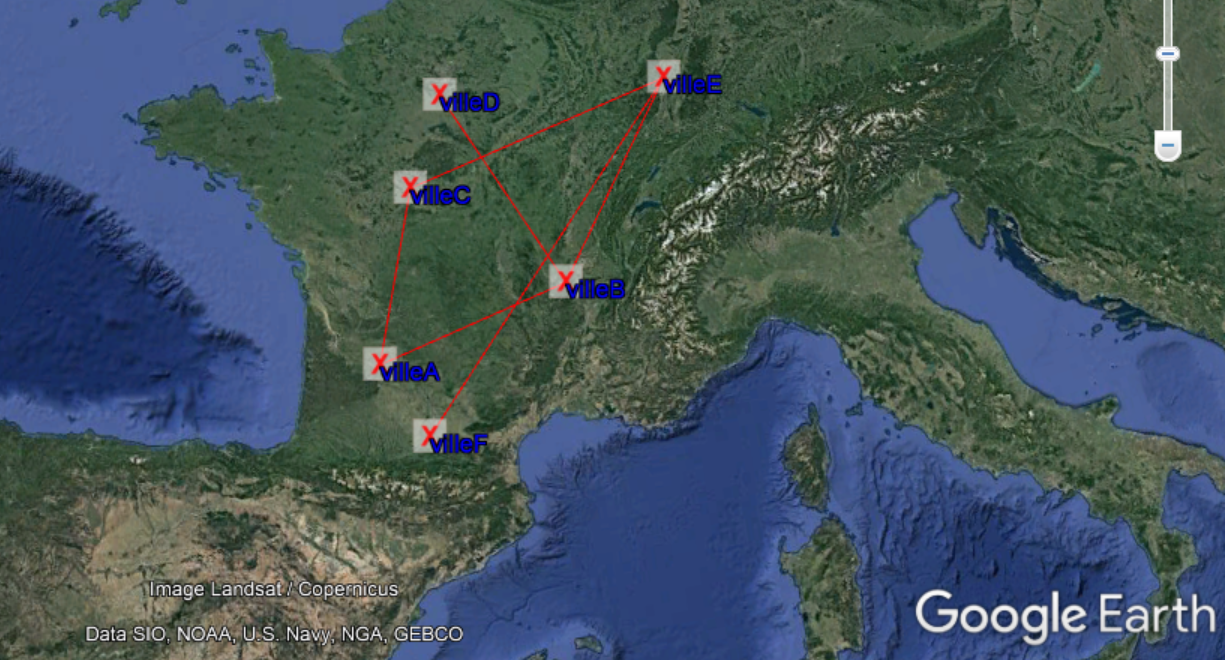 villeE
villeD
villeC
villeB
villeA
villeF
Image Landsat / Copernicus
Data SIO, NOAA, U.S. Navy, NGA, GEBCO
Google Earth